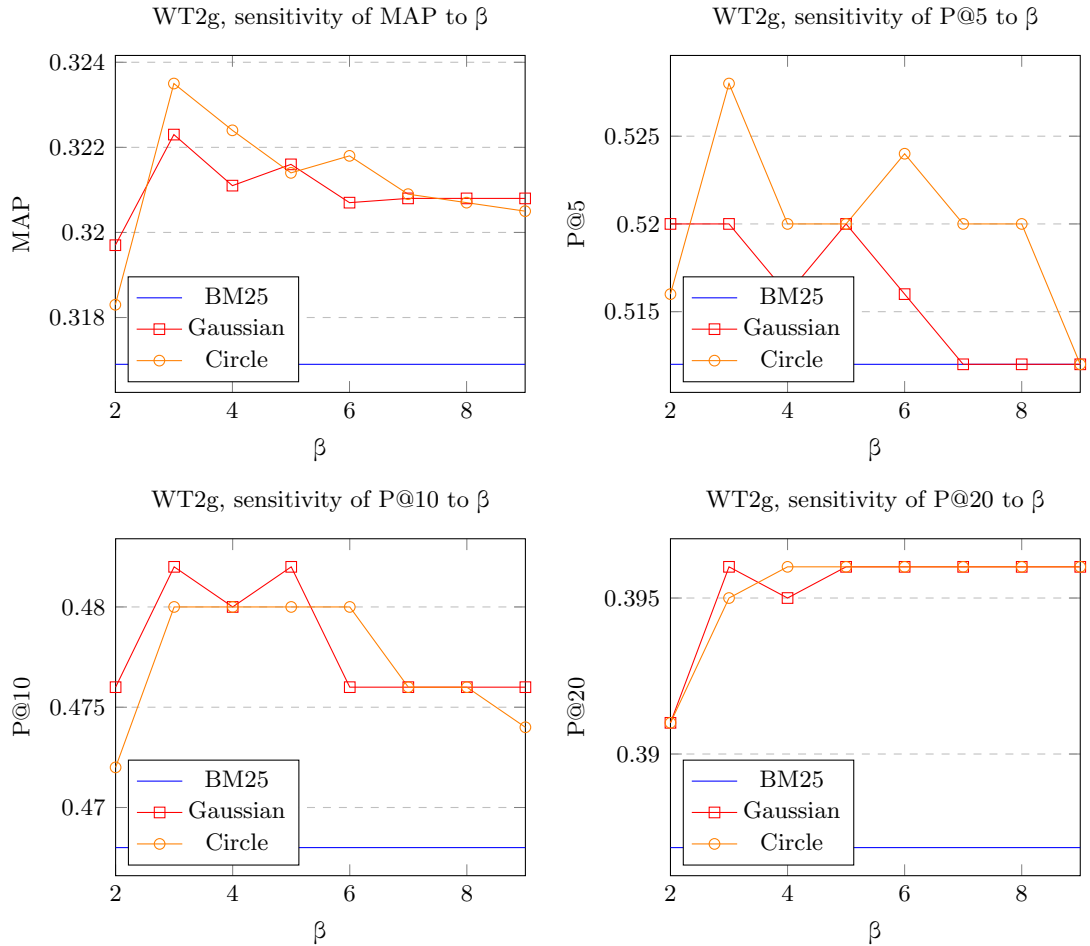 WT2g, sensitivity of MAP to β
0.324
0.322
0.32
0.318
MAP
BM25
Gaussian
Circle
2 4 6 8
β
WT2g, sensitivity of P@5 to β
0.525
0.52
0.515
P@5
BM25
Gaussian
Circle
2 4 6 8
β
WT2g, sensitivity of P@10 to β
0.48
0.475
0.47
P@10
BM25
Gaussian
Circle
2 4 6 8
β
WT2g, sensitivity of P@20 to β
0.395
0.39
P@20
BM25
Gaussian
Circle
2 4 6 8
β